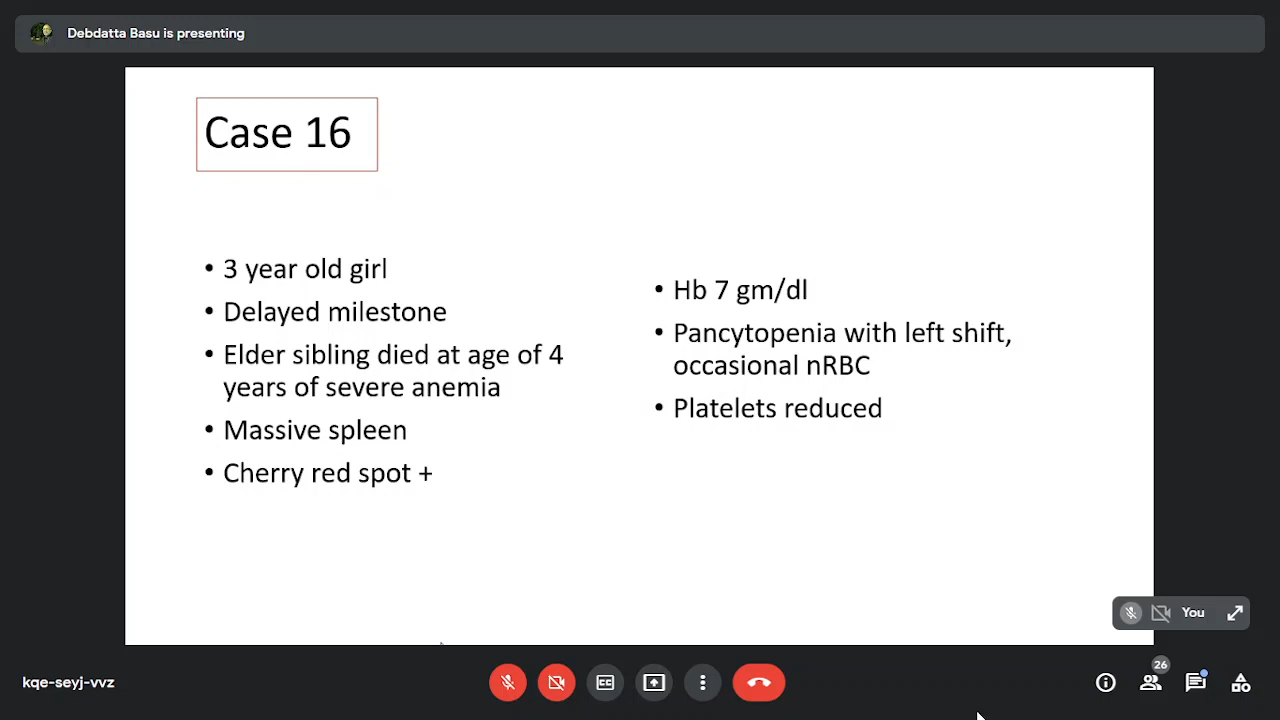 Debdatta Basu is presenting
Case 16
• 3 year old girl
• Delayed milestone
• Elder sibling died at age of 4
years of severe anemia
• Massive spleen
• Cherry red spot +
• Hb 7 gm/dl
• Pancytopenia with left shift,
occasional nRBC
• Platelets reduced
You
kqe-seyj-vvz
CC
26